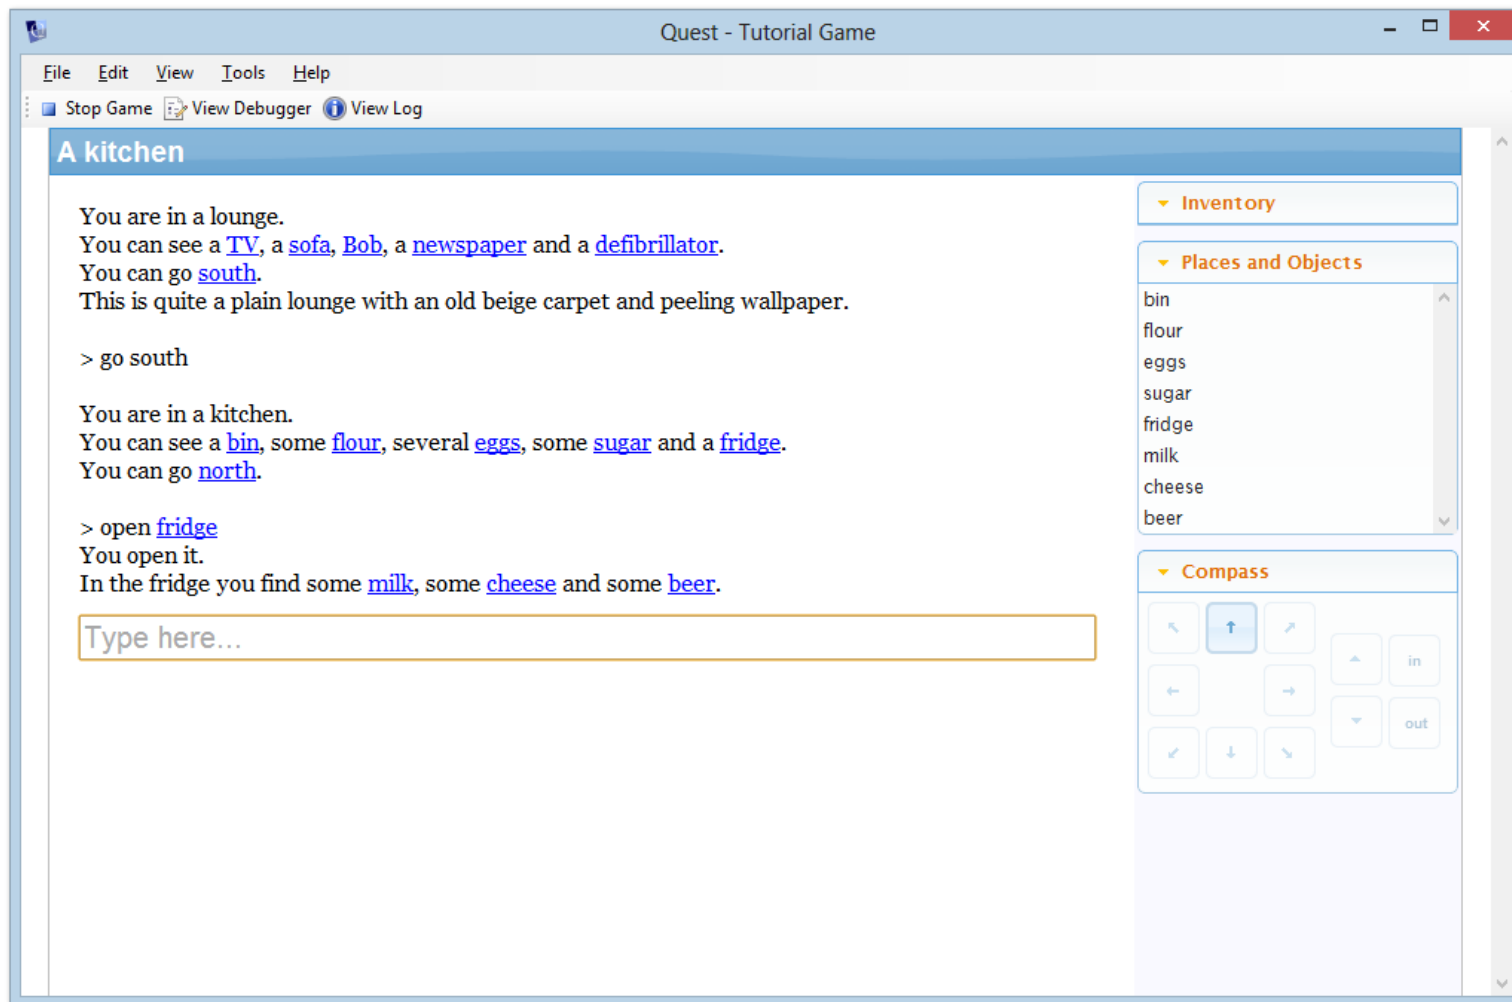 Quest - Tutorial Game
File Edit View Tools Help
Stop Game View Debugger View Log
A kitchen
You are in a lounge.
You can see a TV, a sofa, Bob, a newspaper and a defibrillator.
You can go south.
This is quite a plain lounge with an old beige carpet and peeling wallpaper.
> go south
You are in a kitchen.
You can see a bin, some flour, several eggs, some sugar and a fridge.
You can go north.
> open fridge
You open it.
In the fridge you find some milk, some cheese and some beer.
Type here...
Inventory
Places and Objects
bin
flour
eggs
sugar
fridge
milk
cheese
beer
Compass
in
out